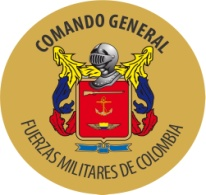 COMANDO GENERAL
FUERZAS MILITARES DE COLOMBIA